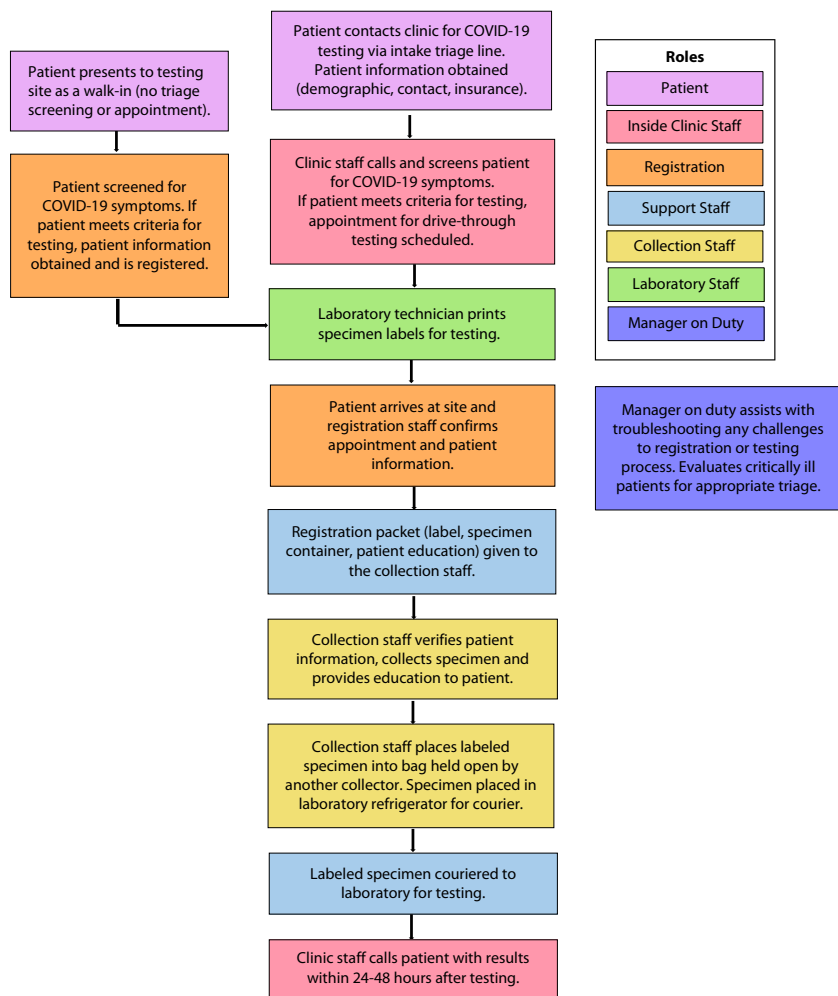 Patient contacts clinic for COVID-19
testing via intake triage line.
Patient information obtained
(demographic, contact, insurance).
Patient presents to testing
site as a walk-in (no triage
screening or appointment).
Clinic staff calls and screens patient
for COVID-19 symptoms.
If patient meets criteria for testing,
appointment for drive-through
testing scheduled.
Patient screened for
COVID-19 symptoms. If
patient meets criteria for
testing, patient information
obtained and is registered.
Laboratory technician prints
specimen labels for testing.
Patient arrives at site and
registration staff confirms
appointment and patient
information.
Registration packet (label, specimen
container, patient education) given to
the collection staff.
Collection staff verifies patient
information, collects specimen and
provides education to patient.
Collection staff places labeled
specimen into bag held open by
another collector. Specimen placed in
laboratory refrigerator for courier.
Labeled specimen couriered to
laboratory for testing.
Clinic staff calls patient with results
within 24-48 hours after testing.
Roles
Patient
Inside Clinic Staff
Registration
Support Staff
Collection Staff
Laboratory Staff
Manager on Duty
Manager on duty assists with
troubleshooting any challenges
to registration or testing
process. Evaluates critically ill
patients for appropriate triage.